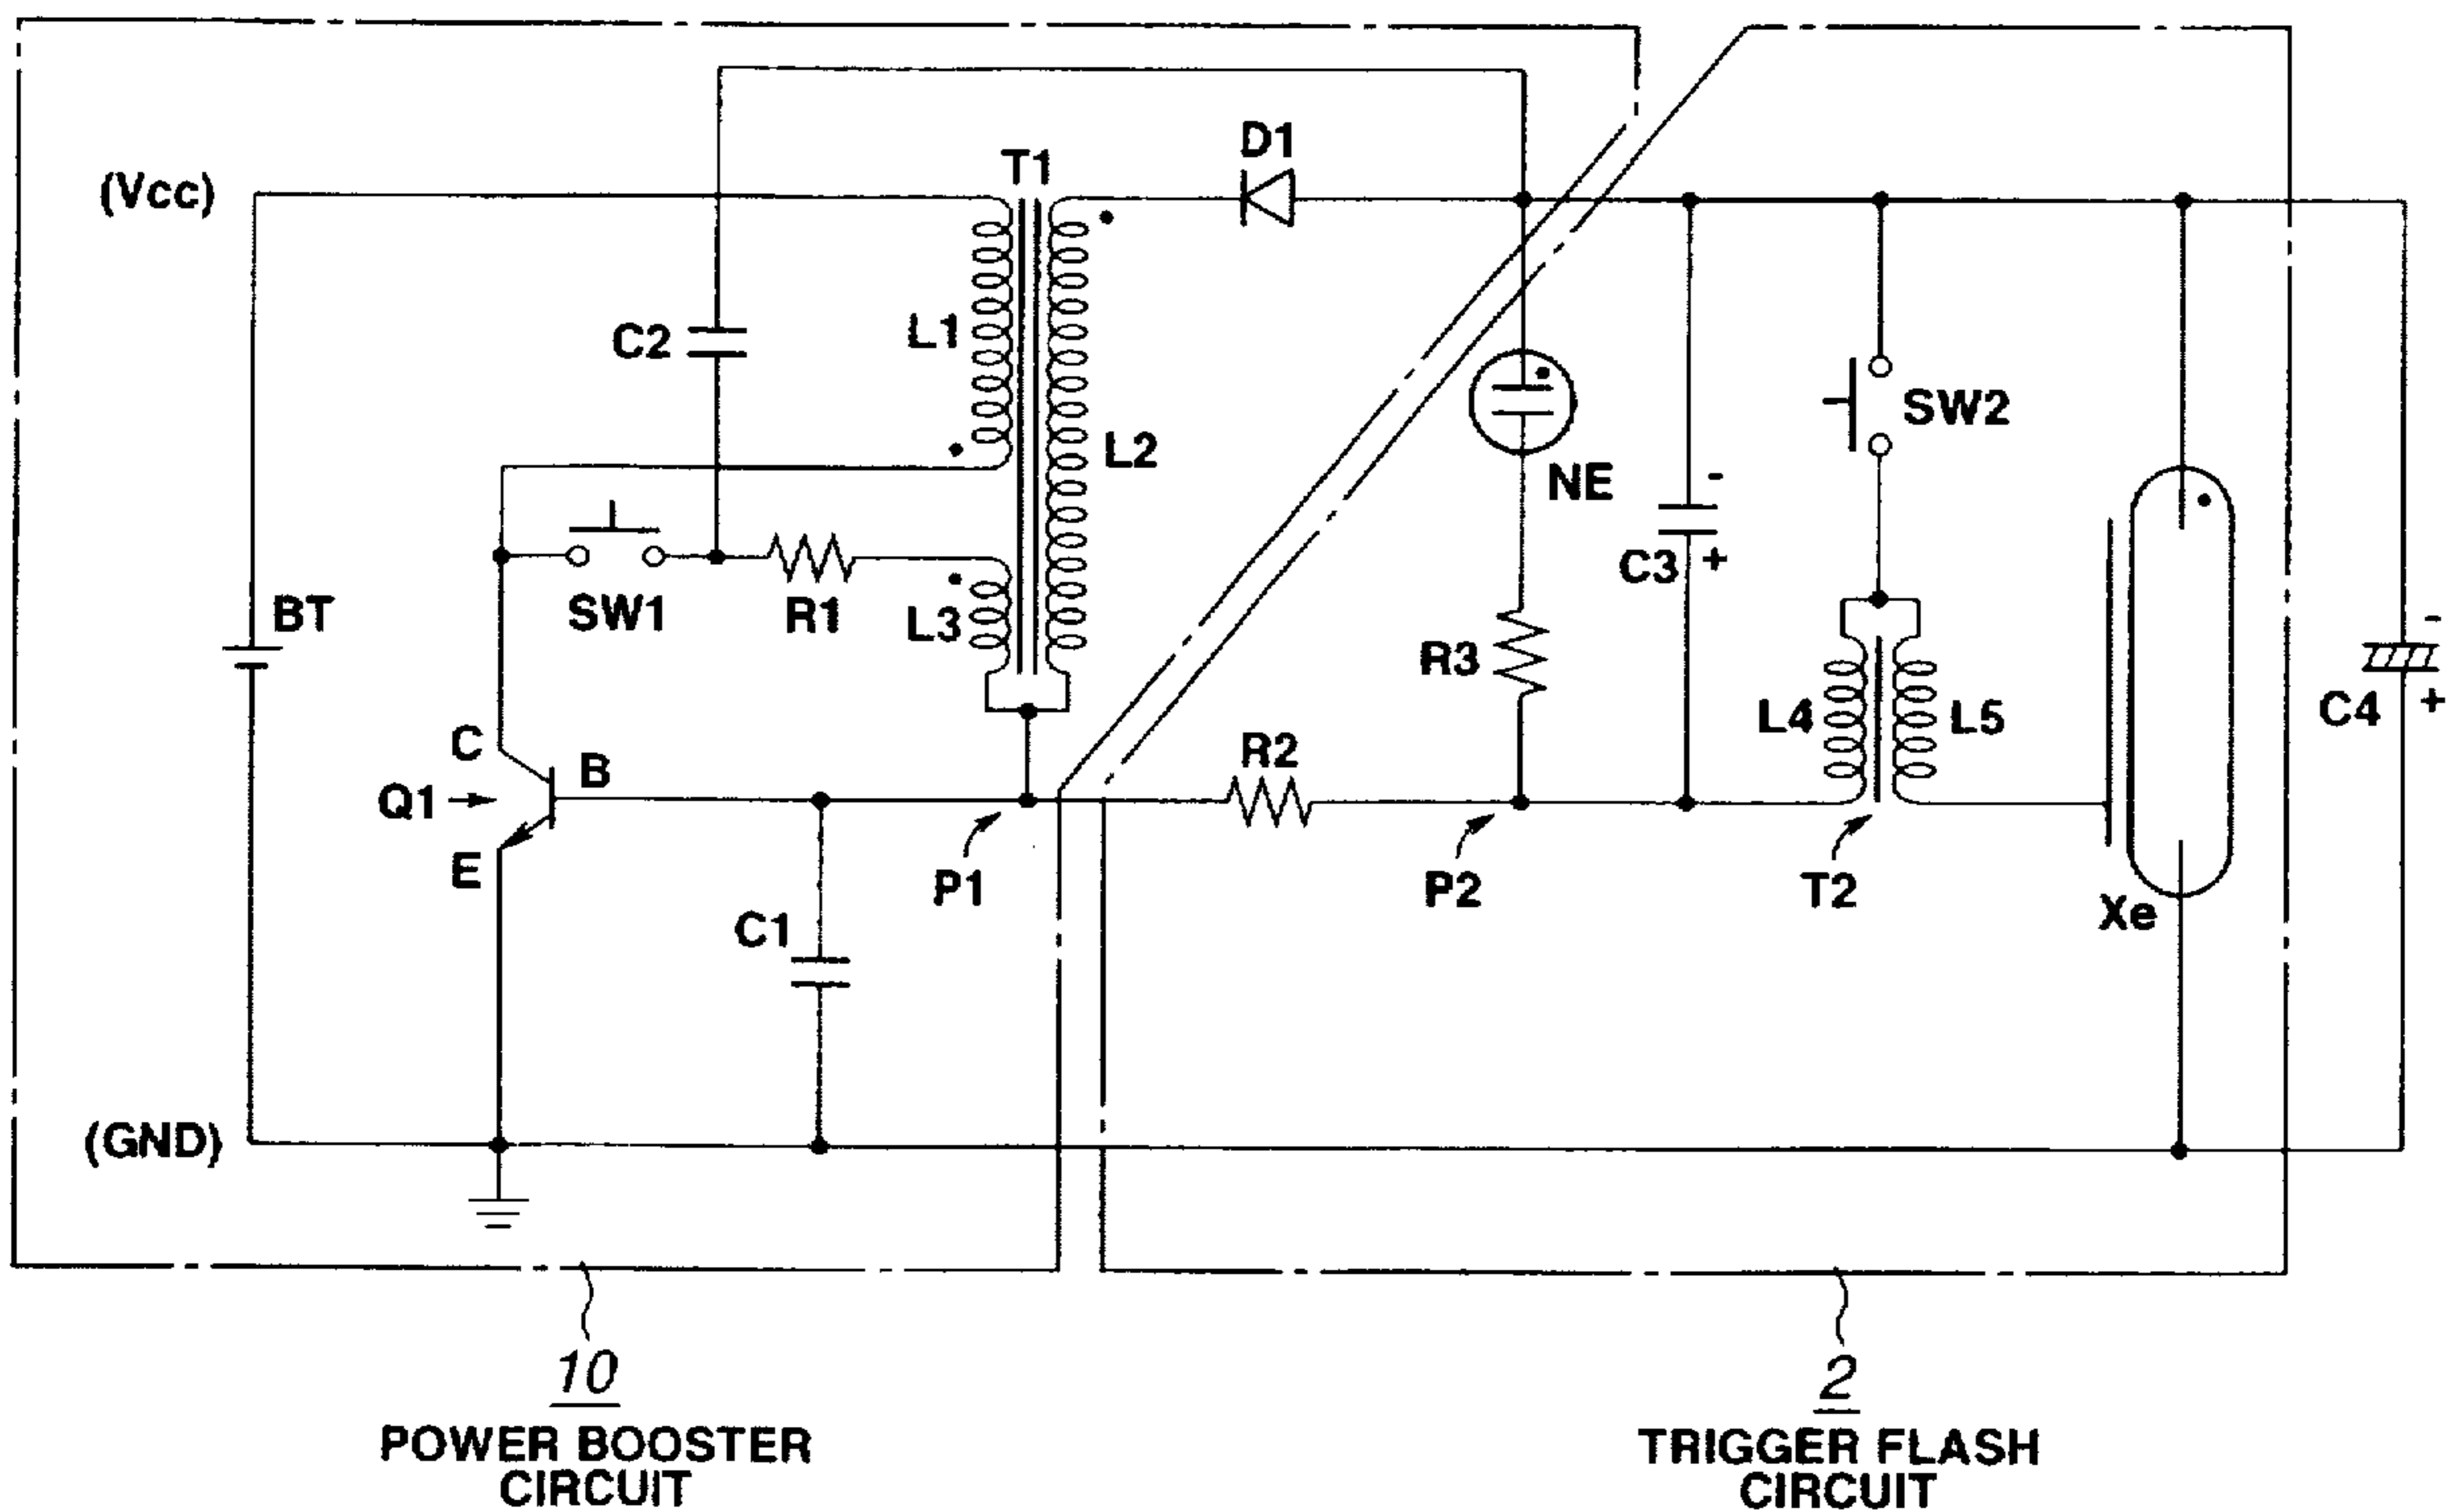 (Vcc)
T1
D1
C2
L1
L2
SW2
NE
-
C3
+
BT
SW1
R1
L3
R3
L4
L5
-
C4
+
C
B
Q1
E
R2
P1
P2
T2
Xe
C1
(GND)
10
POWER BOOSTER
CIRCUIT
2
TRIGGER FLASH
CIRCUIT